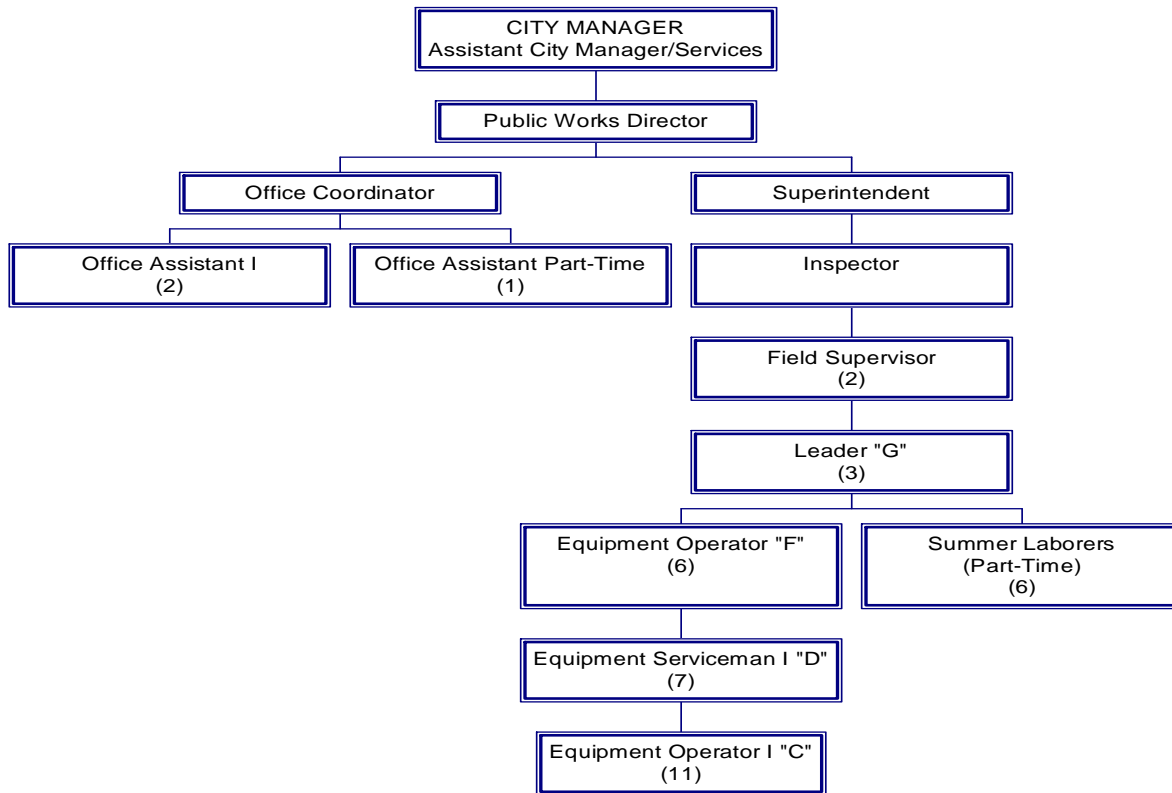 CITY MANAGER
Assistant City Manager/Services
Public Works Director
Office Coordinator
Superintendent
Office Assistant I
(2)
Office Assistant Part-Time
(1)
Inspector
Field Supervisor
(2)
Leader "G"
(3)
Equipment Operator "F"
(6)
Summer Laborers
(Part-Time)
(6)
Equipment Serviceman I "D"
(7)
Equipment Operator I "C"
(11)